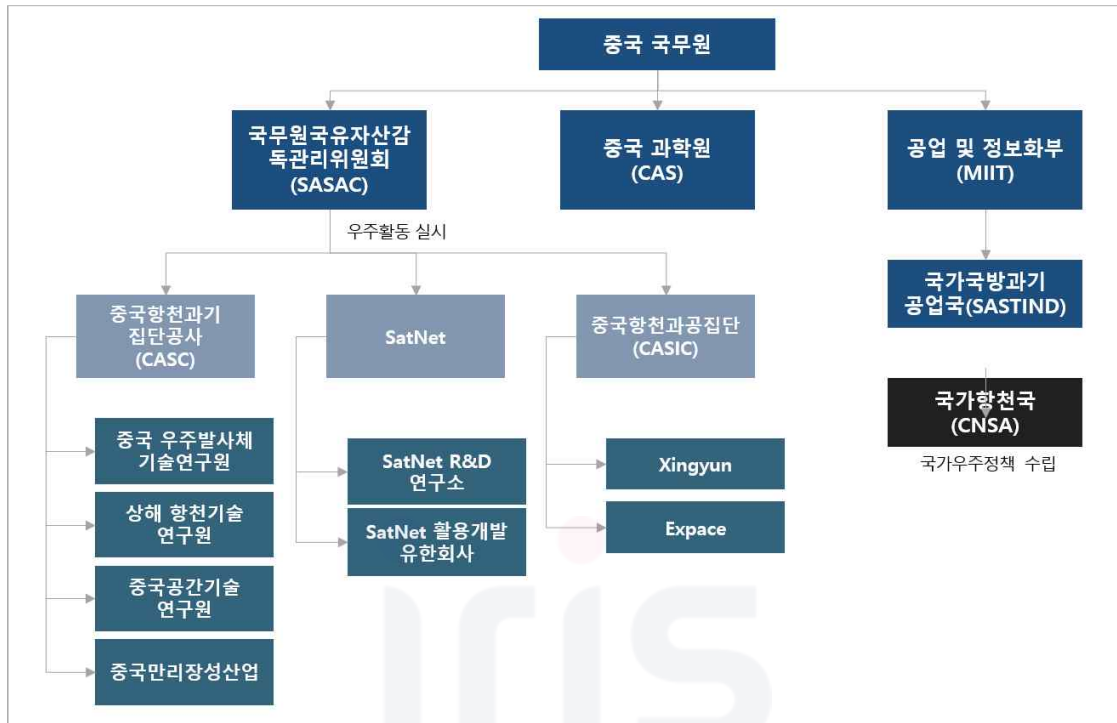 중국 국무원
국무원국유자산감
독관리위원회
(SASAC)
중국 과학원
(CAS)
공업 및 정보화부
(MIIT)
우주활동 실시
국가국방과기
공업국(SASTIND)
중국항천과기
집단공사
(CASC)
SatNet
중국항천과공집단
(CASIC)
국가항천국
(CNSA)
국가우주정책 수립
중국 우주발사체
기술연구원
상해 항천기술
연구원
중국공간기술
연구원
중국만리장성산업
SatNet R&D
연구소
SatNet 활용개발
유한회사
Xingyun
Expace
iris